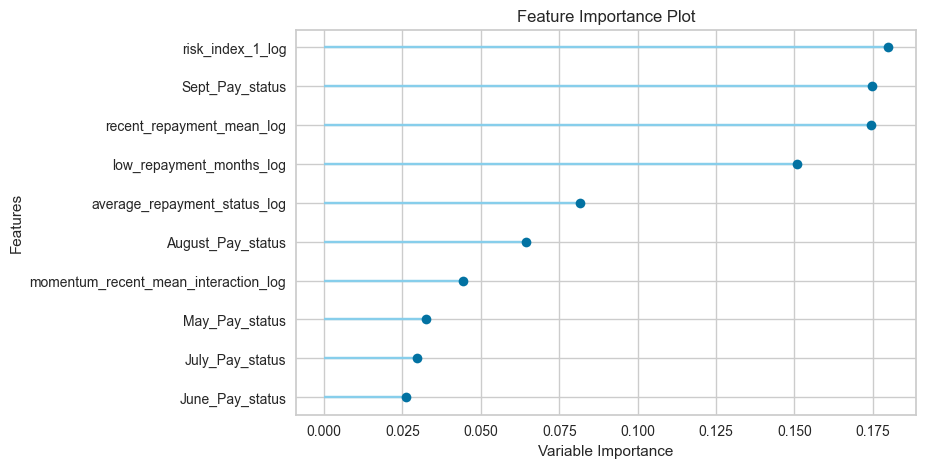 Feature Importance Plot
Features
risk_index_1_log
Sept_Pay_status
recent_repayment_mean_log
low_repayment_months_log
average_repayment_status_log
August_Pay_status
momentum_recent_mean_interaction_log
May_Pay_status
July_Pay_status
June_Pay_status
0.000 0.025 0.050 0.075 0.100 0.125 0.150 0.175
Variable Importance